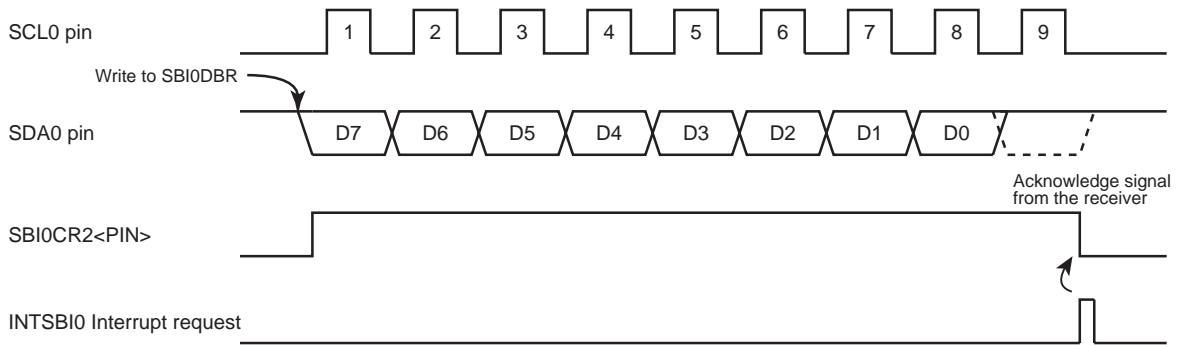 SCL0 pin
1 2 3 4 5 6 7 8 9
Write to SBI0DBR
SDA0 pin
D7 D6 D5 D4 D3 D2 D1 D0
Acknowledge signal
from the receiver
SBI0CR2<PIN>
INTSBI0 Interrupt request